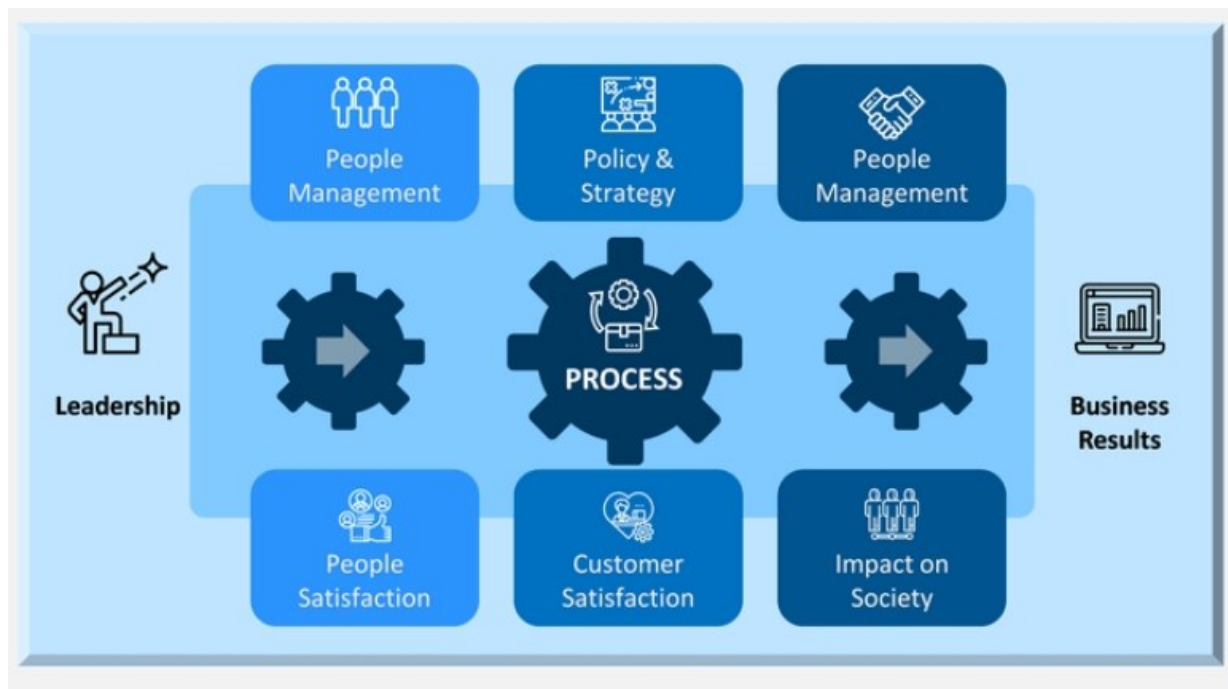 People
Management
Policy &
Strategy
People
Management
Leadership
PROCESS
Business
Results
People
Satisfaction
Customer
Satisfaction
Impact on
Society